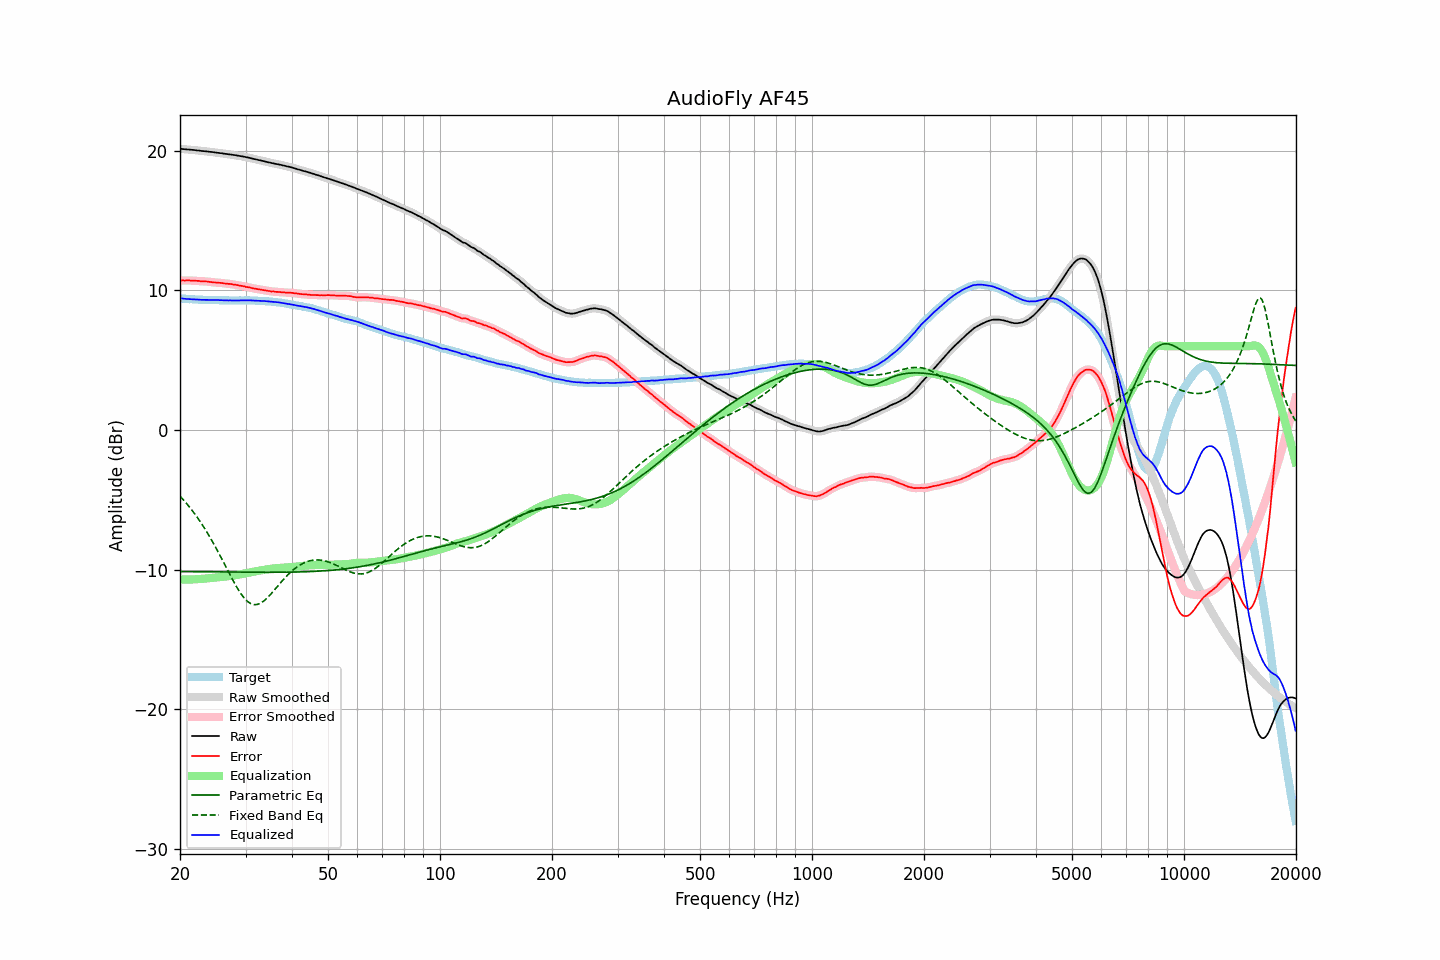 AudioFly AF45
20
10
0
−10
−20
−30
Amplitude (dBr)
Target
Raw Smoothed
Error Smoothed
Raw
Error
Equalization
Parametric Eq
Fixed Band Eq
Equalized
20 50 100 200 500 1000 2000 5000 10000 20000
Frequency (Hz)